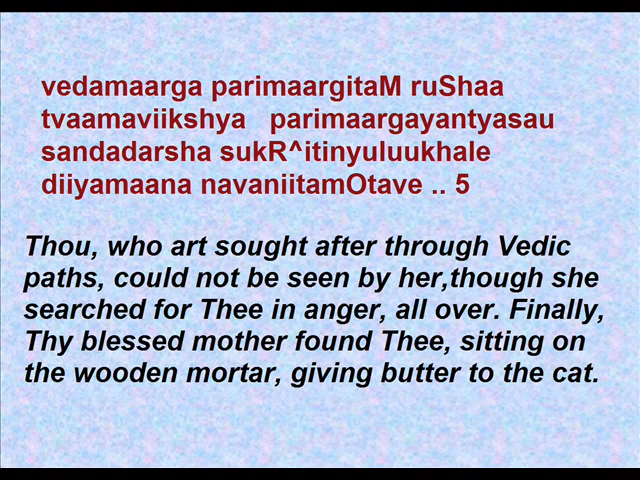 vedamaarga parimaargitaM ruShaa
tvaamaviikshya parimaargayantyasau
sandadarsha sukR^itinyuluukhale
diiyamaana navaniitamOtave .. 5
Thou, who art sought after through Vedic
paths, could not be seen by her,though she
searched for Thee in anger, all over. Finally,
Thy blessed mother found Thee, sitting on
the wooden mortar, giving butter to the cat.